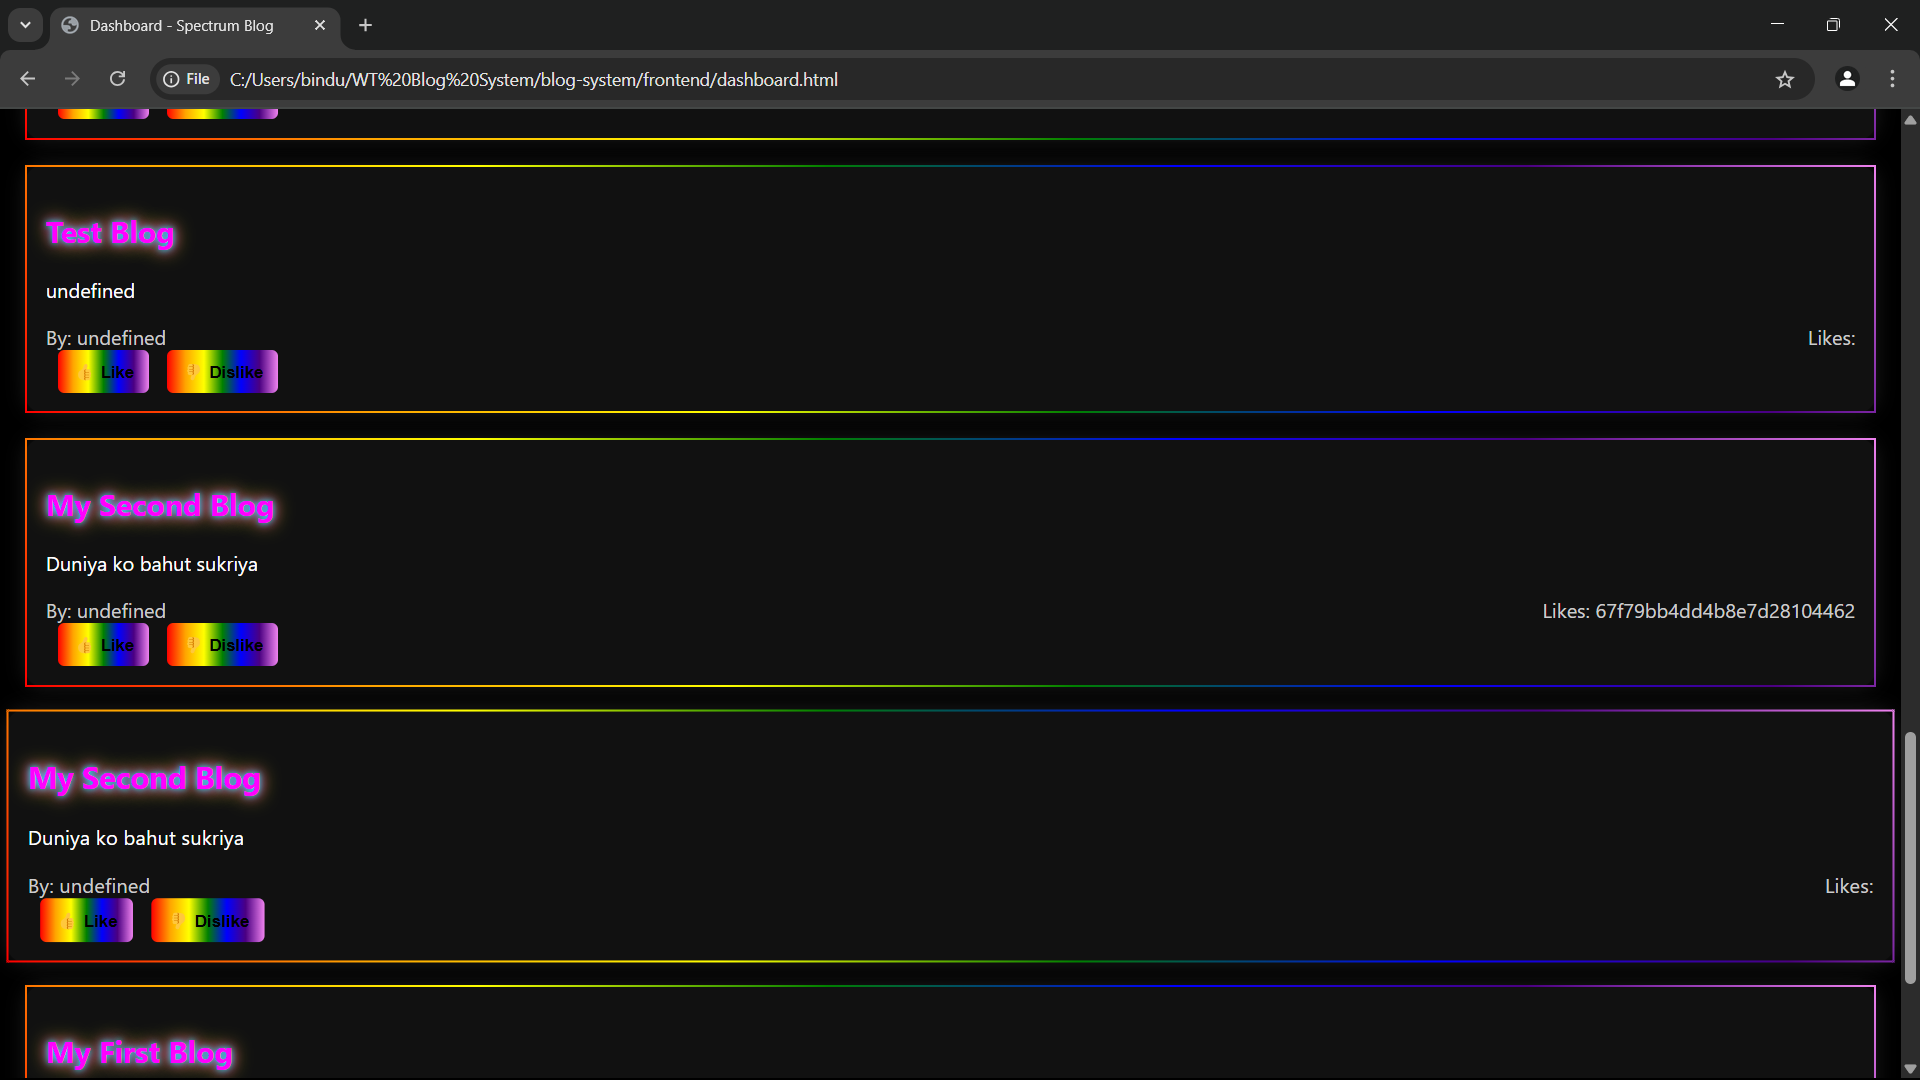 Dashboard - Spectrum Blog
File
C:/Users/bindu/WT%20Blog%20System/blog-system/frontend/dashboard.html
Test Blog
undefined
By: undefined
Likes:
👍 Like
👎 Dislike
My Second Blog
Duniya ko bahut sukriya
By: undefined
Likes: 67f79bb4dd4b8e7d28104462
👍 Like
👎 Dislike
My Second Blog
Duniya ko bahut sukriya
By: undefined
Likes:
👍 Like
👎 Dislike
My First Blog